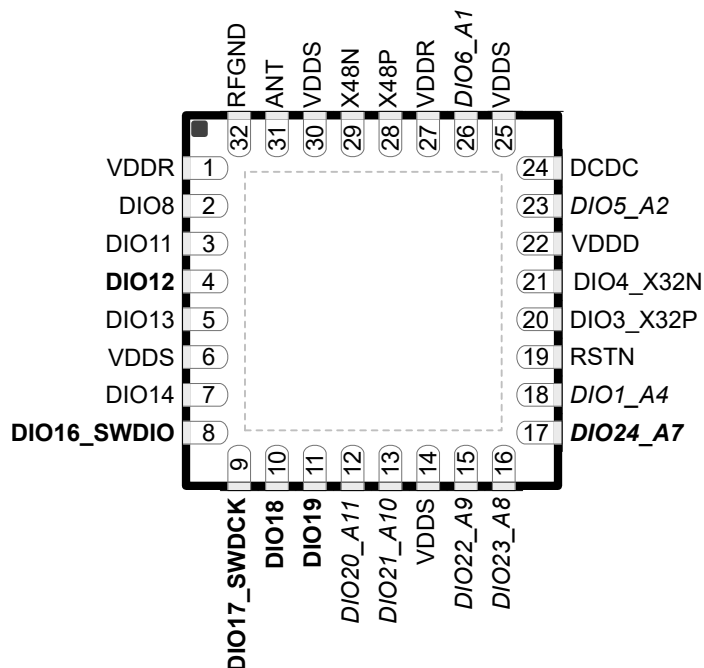 RFGND
ANT
VDDS
X48N
X48P
VDDR
DIO6_A1
VDDS
32
31
30
29
28
27
26
25
VDDR 1
DIO8 2
DIO11 3
DIO12 4
DIO13 5
VDDS 6
DIO14 7
DIO16_SWDIO 8
24 DCDC
23 DIO5_A2
22 VDDD
21 DIO4_X32N
20 DIO3_X32P
19 RSTN
18 DIO1_A4
17 DIO24_A7
9
10
11
12
13
14
15
16
DIO17_SWDCK
DIO18
DIO19
DIO20_A11
DIO21_A10
VDDS
DIO22_A9
DIO23_A8